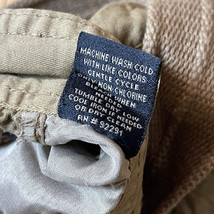 MACHINE WASH COLD
WITH LIKE COLORS
GENTLE CYCLE
ONLY NON-CHLORINE
BLEACH WHEN
NEEDED
TUMBLE DRY LOW
COOL IRON IF NEEDED
OR DRY CLEAN
RN# 92291